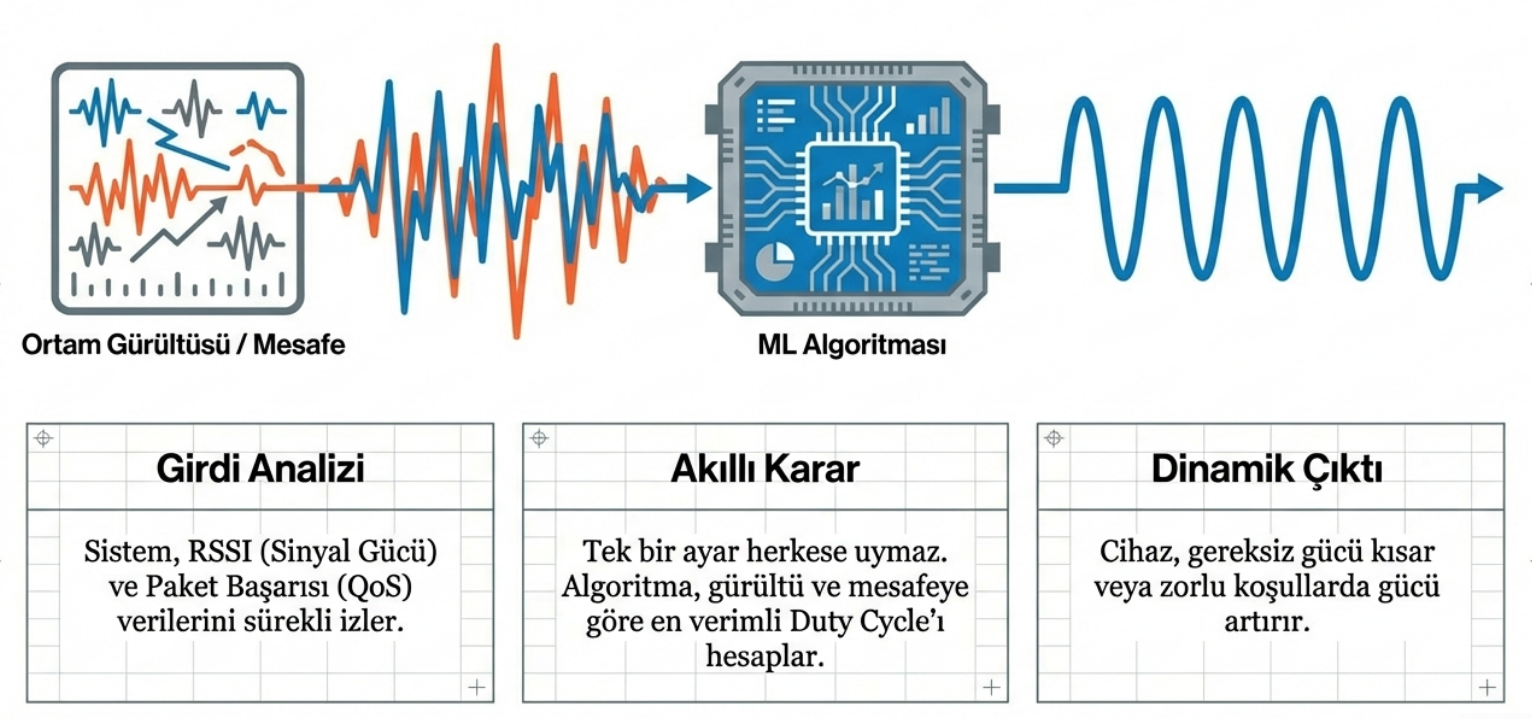 Ortam Gürültüsü / Mesafe
ML Algoritması
Girdi Analizi
Sistem, RSSI (Sinyal Gücü)
ve Paket Başarısı (QoS)
verilerini sürekli izler.
Akıllı Karar
Tek bir ayar herkese uymaz.
Algoritma, gürültü ve mesafeye
göre en verimli Duty Cycle’ı
hesaplar.
Dinamik Çıktı
Cihaz, gereksiz gücü kısar
veya zorlu koşullarda gücü
artırır.